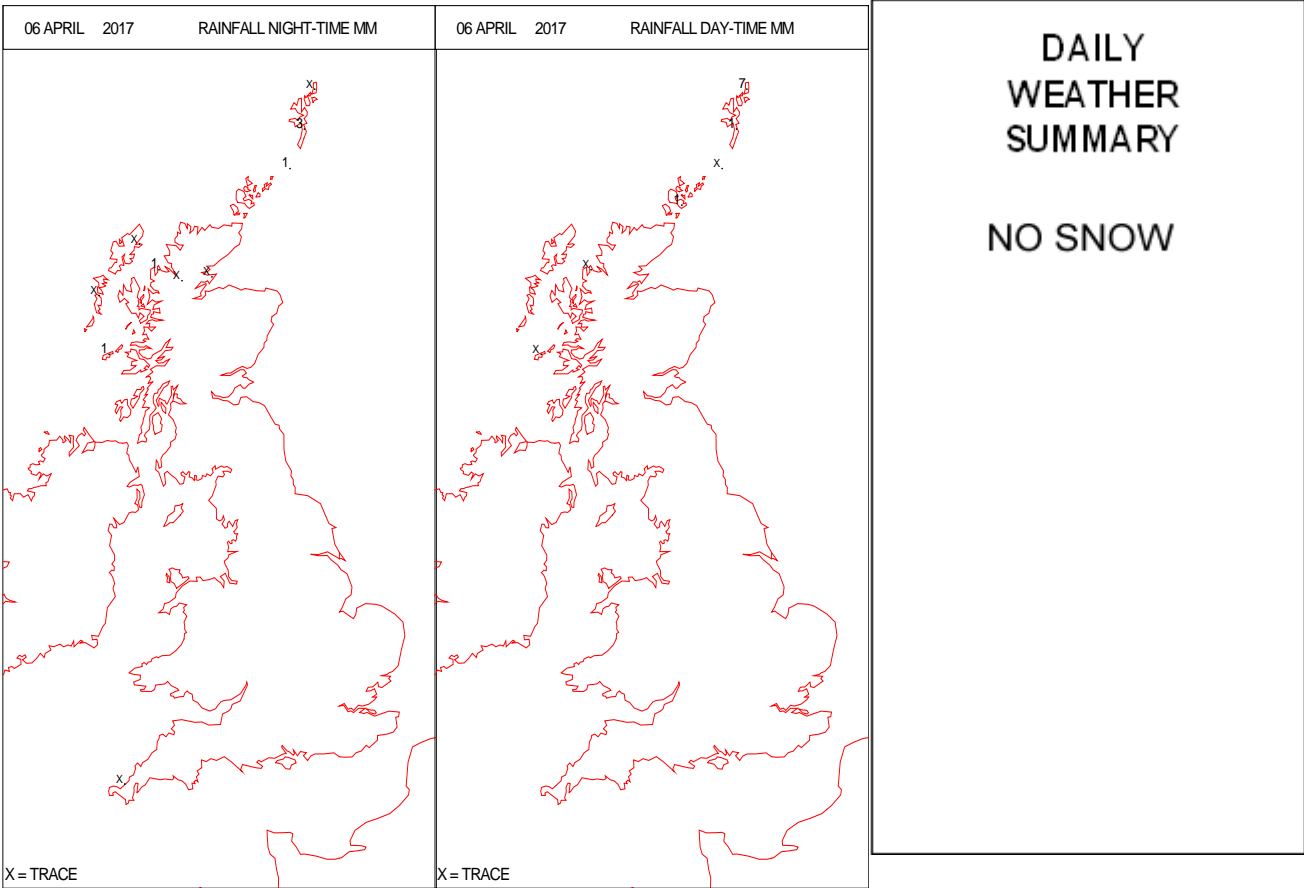 06 APRIL 2017 RAINFALL NIGHT-TIME MM
x
3
1
x
1
x
x
x
1
x
X = TRACE
06 APRIL 2017 RAINFALL DAY-TIME MM
7
1
x
1
x
x
X = TRACE
DAILY
WEATHER
SUMMARY
NO SNOW